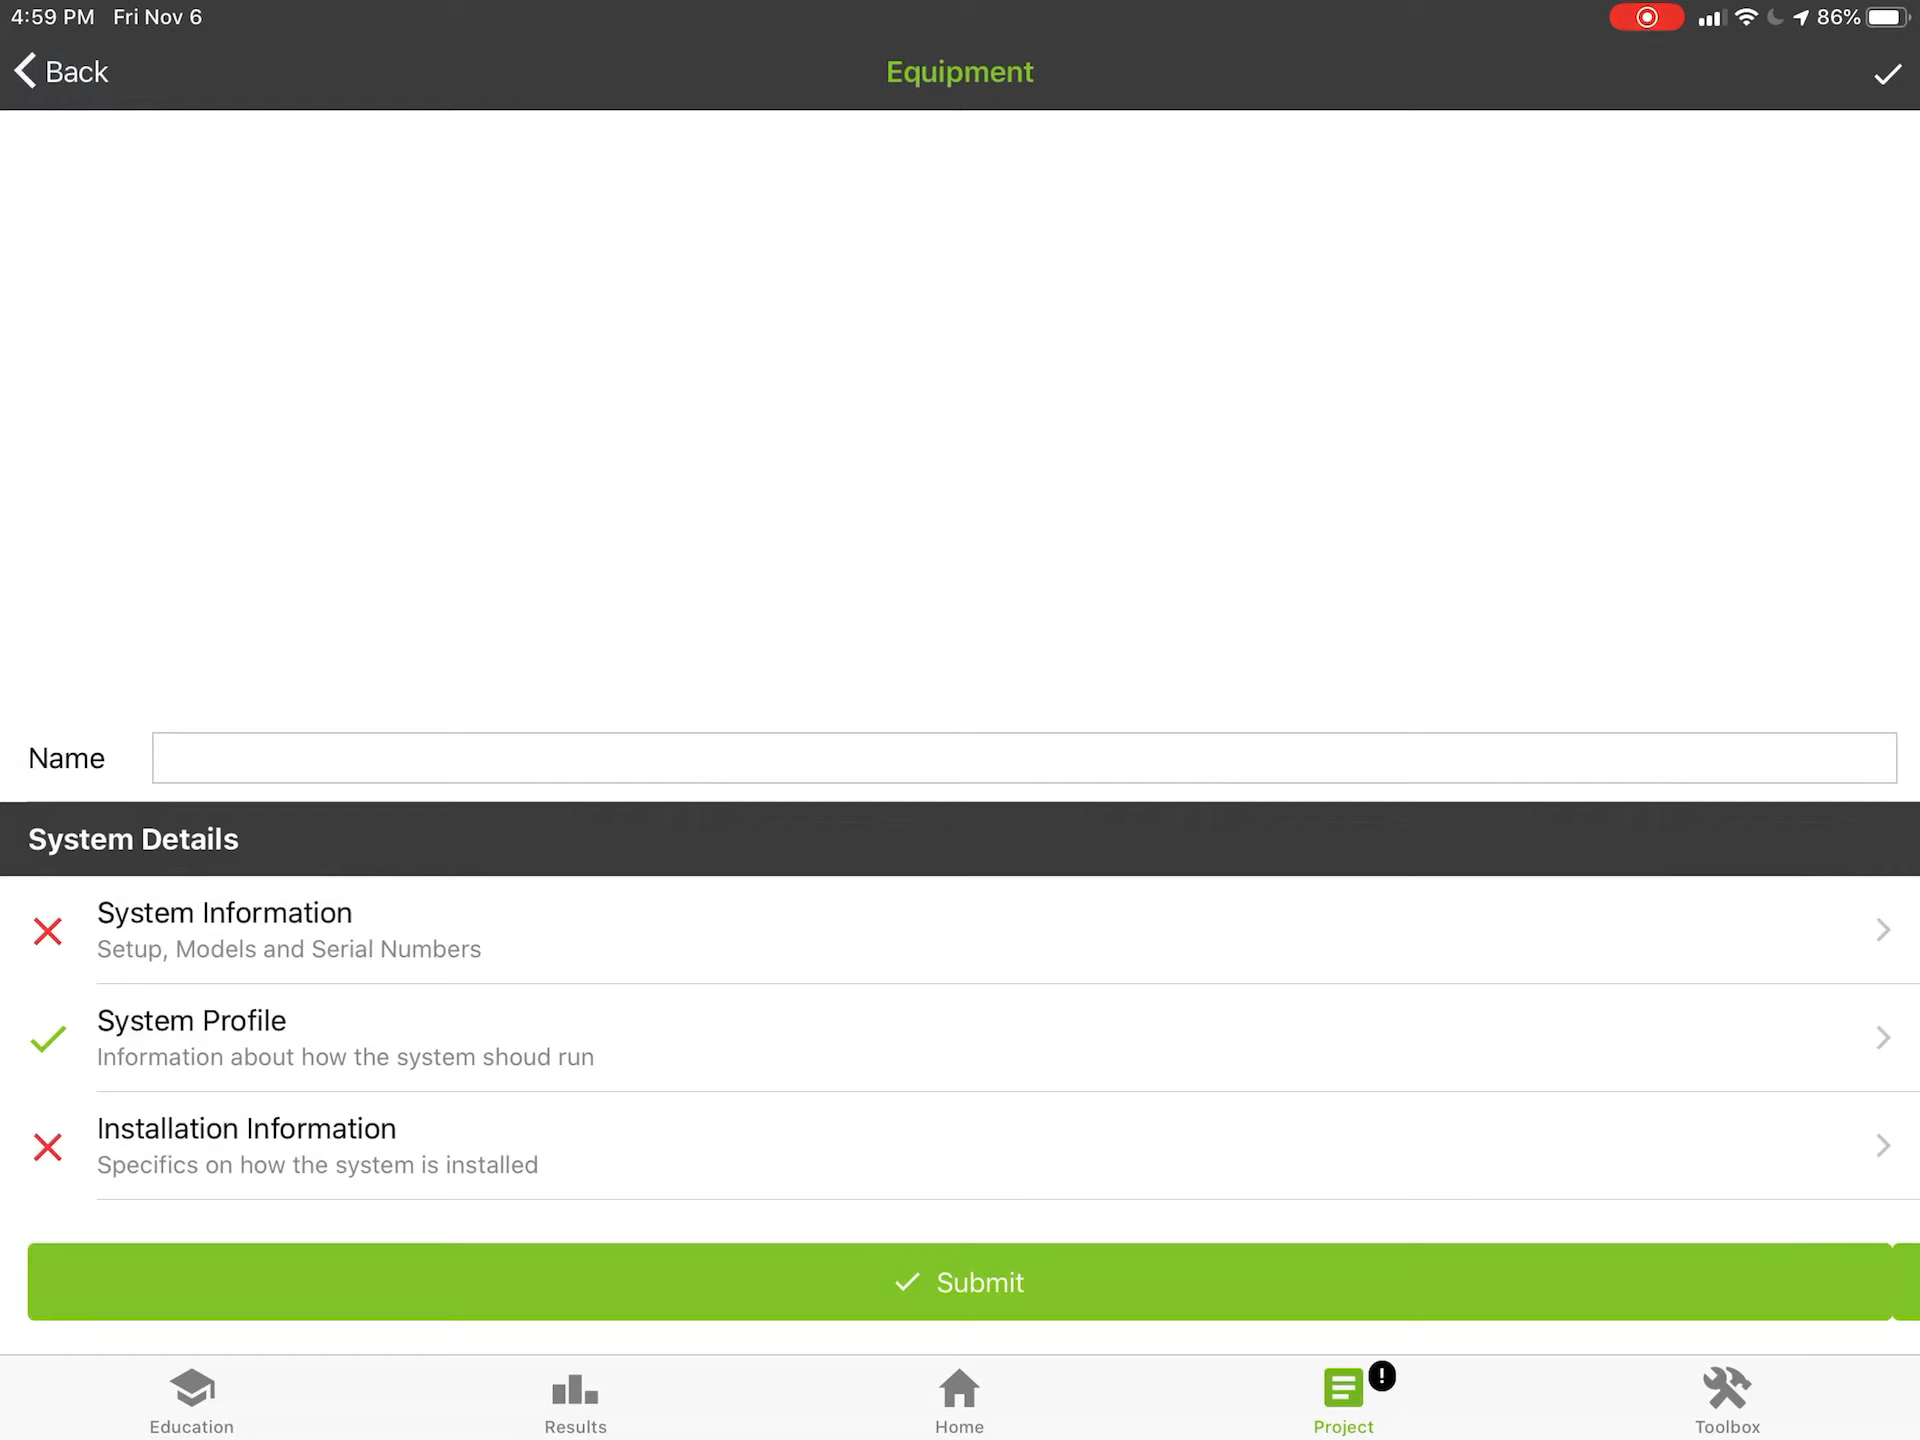 4:59 PM Fri Nov 6
86%
Back
Equipment
Name
System Details
System Information
Setup, Models and Serial Numbers
System Profile
Information about how the system shoud run
Installation Information
Specifics on how the system is installed
Submit
Education
Results
Home
Project
!
Toolbox